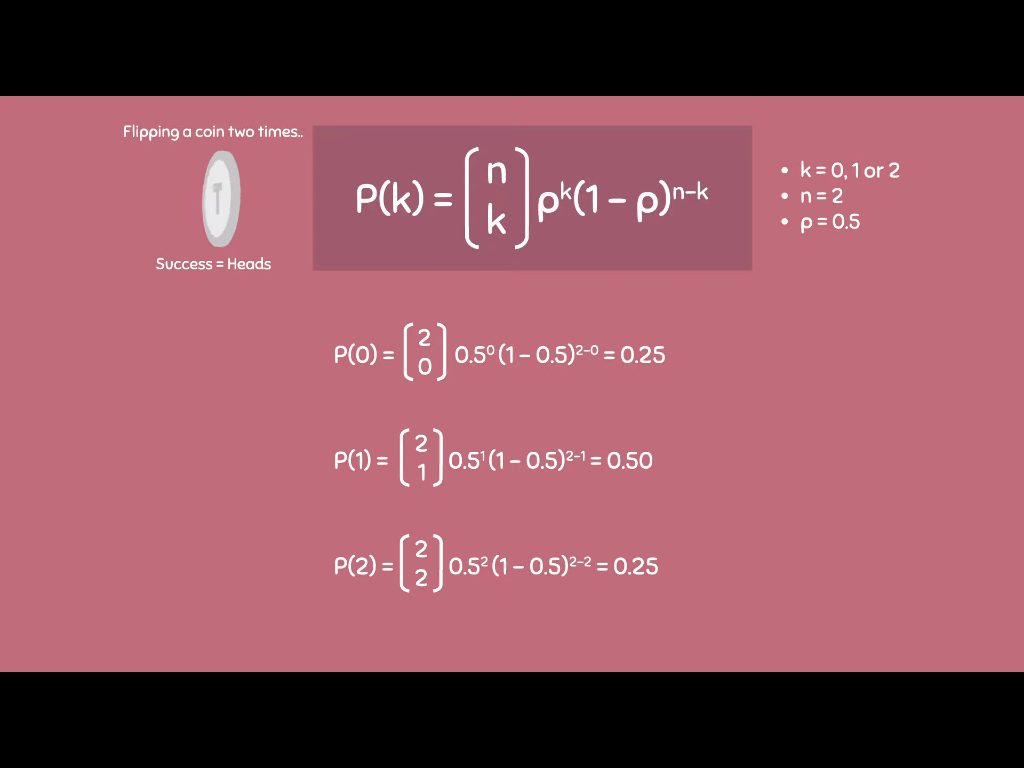 Flipping a coin two times..
T
Success = Heads
P(k) = [n k] ρᵏ(1 – ρ)ⁿ⁻ᵏ
• k = 0, 1 or 2
• n = 2
• ρ = 0.5
P(0) = [2 0] 0.5⁰ (1 – 0.5)²⁻⁰ = 0.25
P(1) = [2 1] 0.5¹ (1 – 0.5)²⁻¹ = 0.50
P(2) = [2 2] 0.5² (1 – 0.5)²⁻² = 0.25